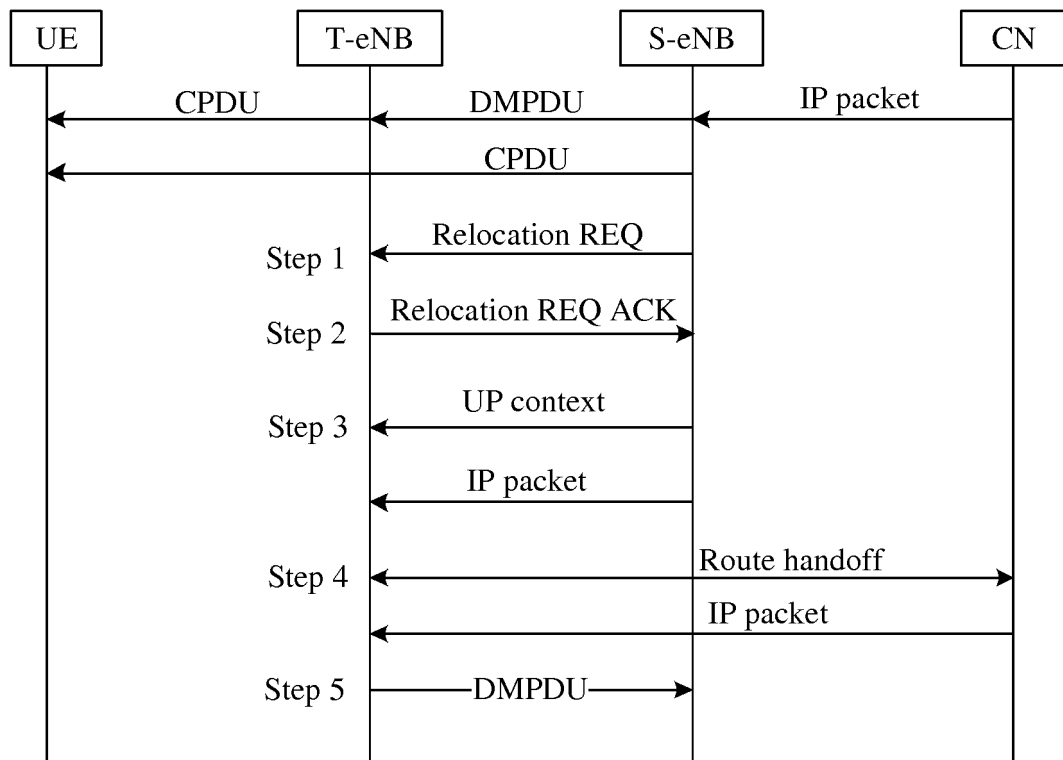 UE
T-eNB
S-eNB
CN
CPDU
DMPDU
IP packet
CPDU
Relocation REQ
Step 1
Relocation REQ ACK
Step 2
UP context
Step 3
IP packet
Route handoff
Step 4
IP packet
Step 5
DMPDU